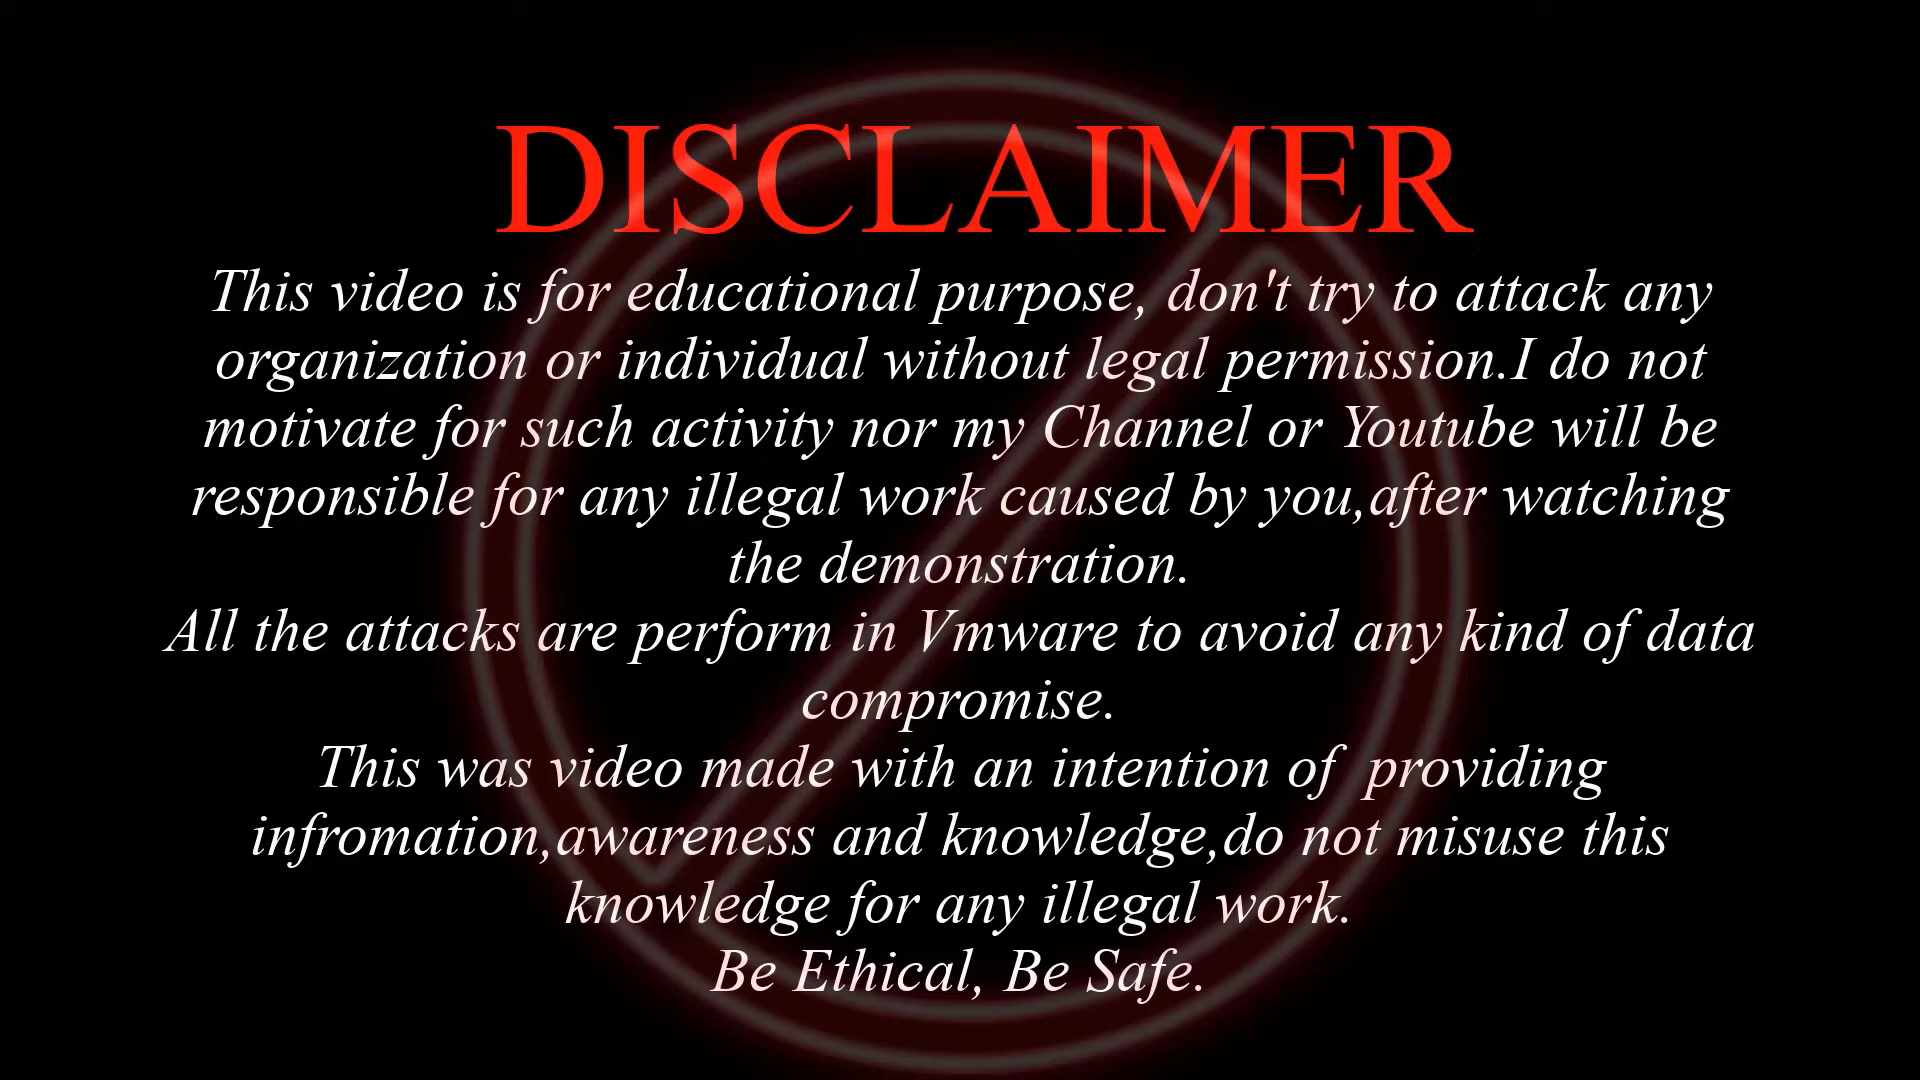 DISCLAIMER
This video is for educational purpose, don't try to attack any
organization or individual without legal permission.I do not
motivate for such activity nor my Channel or Youtube will be
responsible for any illegal work caused by you,after watching
the demonstration.
All the attacks are perform in Vmware to avoid any kind of data
compromise.
This was video made with an intention of  providing
infromation,awareness and knowledge,do not misuse this
knowledge for any illegal work.
Be Ethical, Be Safe.